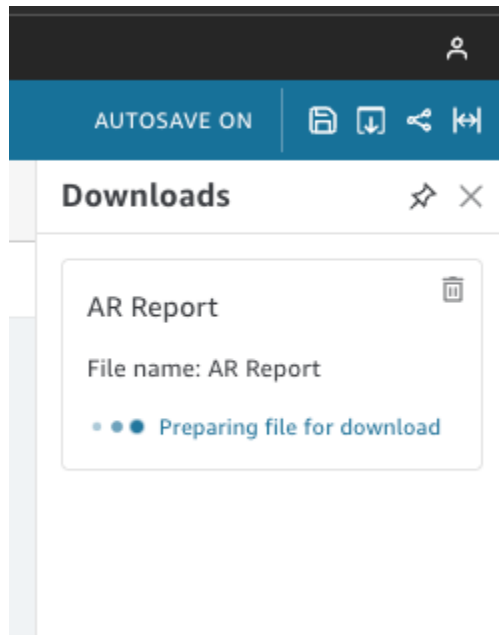 AUTOSAVE ON
Downloads
AR Report
File name: AR Report
Preparing file for download